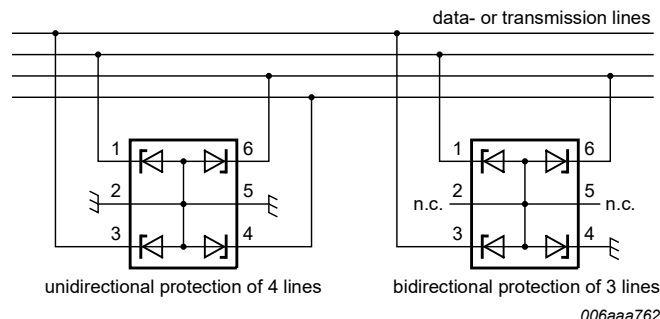 data- or transmission lines
1
6
2
5
3
4
unidirectional protection of 4 lines
1
6
n.c.
2
5
n.c.
3
4
bidirectional protection of 3 lines
006aaa762